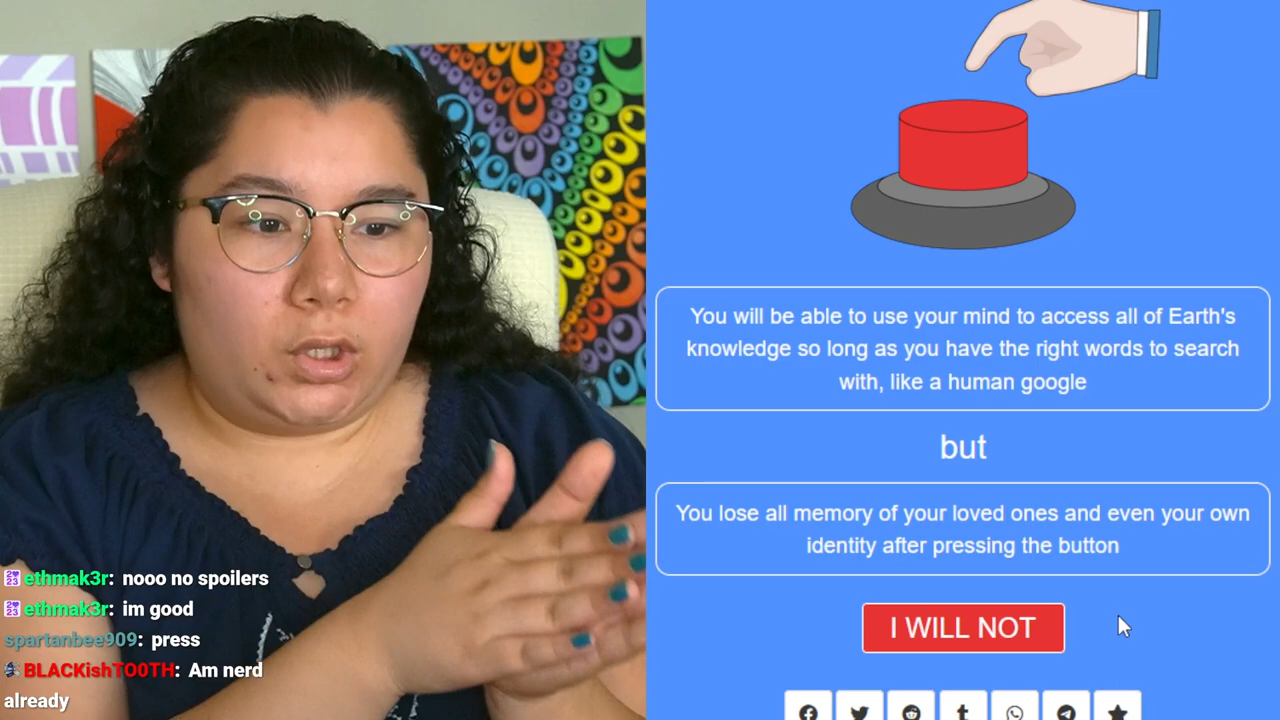 You will be able to use your mind to access all of Earth's
knowledge so long as you have the right words to search
with, like a human google
but
You lose all memory of your loved ones and even your own
identity after pressing the button
I WILL NOT
ethmak3r: nooo no spoilers
ethmak3r: im good
spartanbee909: press
BLACKishTO0TH: Am nerd
already